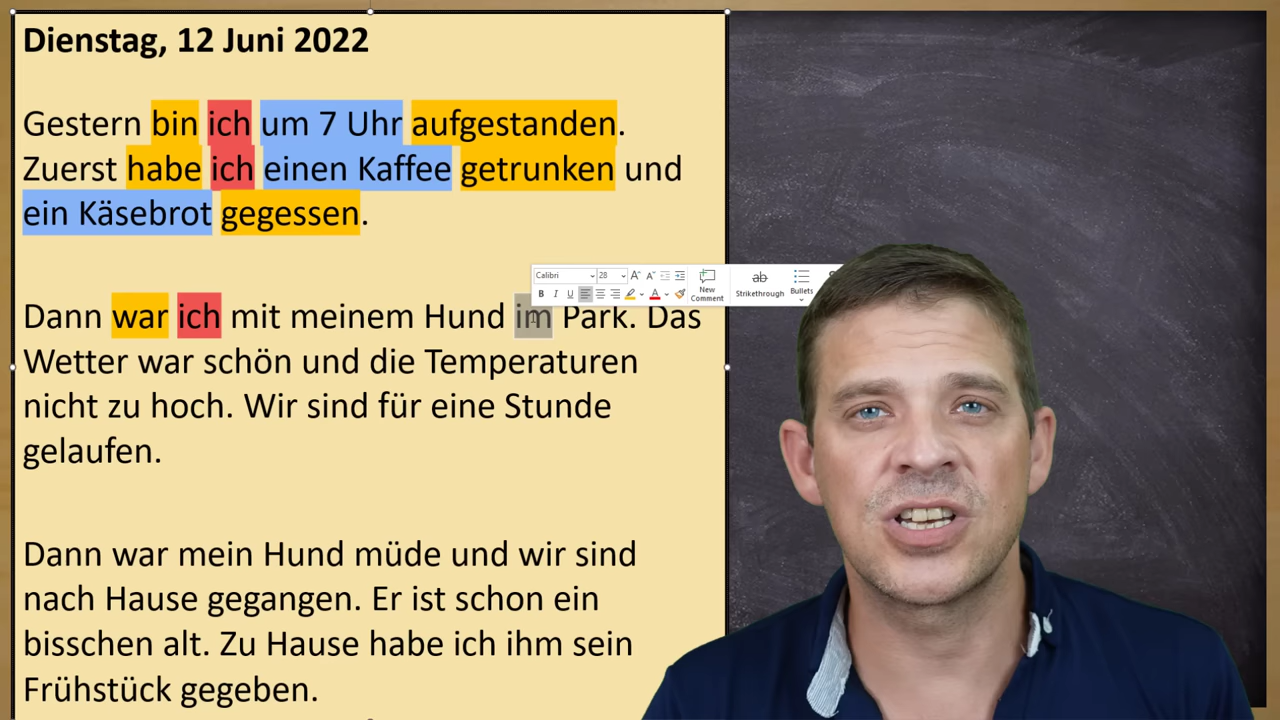 Dienstag, 12 Juni 2022
Gestern bin ich um 7 Uhr aufgestanden.
Zuerst habe ich einen Kaffee getrunken und
ein Käsebrot gegessen.
Calibri 28 A A
B I U A
New Comment
ab Strikethrough
Bullets
Dann war ich mit meinem Hund im Park. Das
Wetter war schön und die Temperaturen
nicht zu hoch. Wir sind für eine Stunde
gelaufen.
Dann war mein Hund müde und wir sind
nach Hause gegangen. Er ist schon ein
bisschen alt. Zu Hause habe ich ihm sein
Frühstück gegeben.